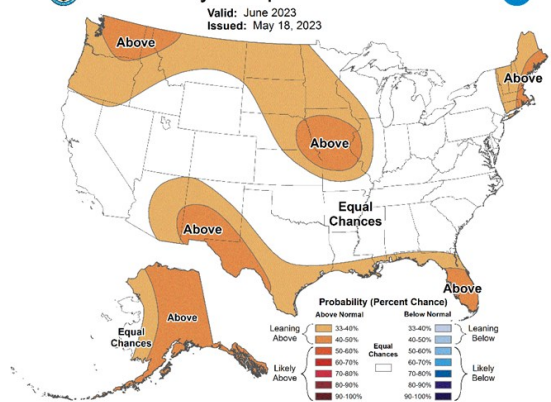 Valid: June 2023
Issued: May 18, 2023
Above
Above
Above
Equal
Chances
Above
Above
Above
Equal
Chances
Probability (Percent Chance)
Above Normal
Below Normal
Leaning
Above
33-40%
40-50%
Likely
Above
50-60%
60-70%
70-80%
80-90%
90-100%
Equal
Chances
33-40%
40-50%
Leaning
Below
50-60%
60-70%
70-80%
80-90%
90-100%
Likely
Below